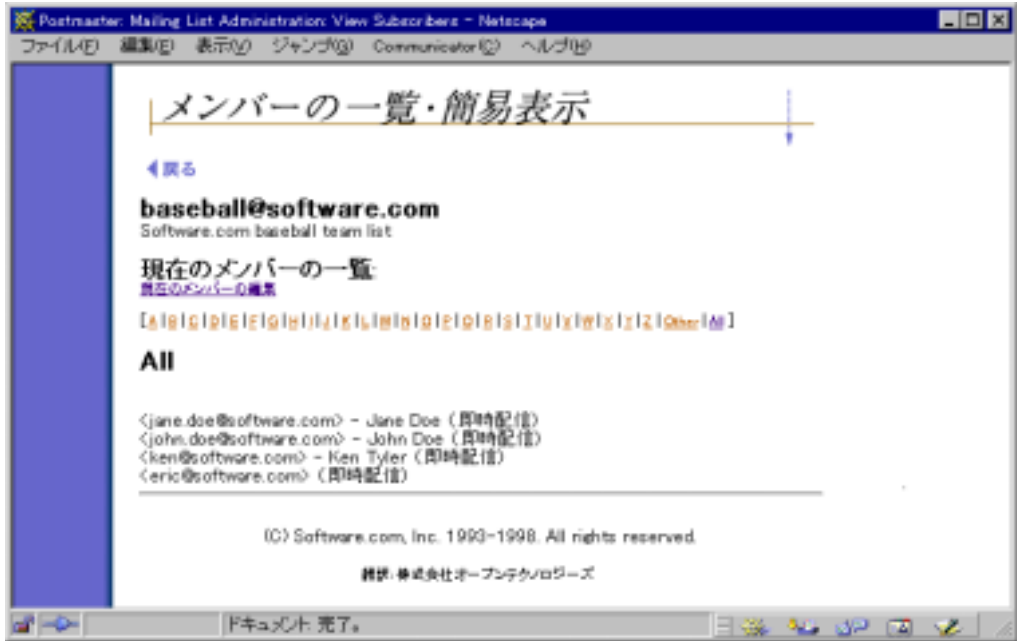 Postmaster: Mailing List Administration: View Subscribers - Netscape
ファイル(F) 編集(E) 表示(V) ジャンプ(G) Communicator(C) ヘルプ(H)
メンバーの一覧・簡易表示
戻る
baseball@software.com
Software.com baseball team list
現在のメンバーの一覧:
現在のメンバーの編集
[A|B|C|D|E|F|G|H|I|J|K|L|M|N|O|P|Q|R|S|T|U|V|W|X|Y|Z|Other|All]
All
<jane.doe@software.com> - Jane Doe (即時配信)
<john.doe@software.com> - John Doe (即時配信)
<ken@software.com> - Ken Tyler (即時配信)
<eric@software.com> (即時配信)
(C) Software.com, Inc. 1993-1998. All rights reserved.
翻訳:株式会社オープンテクノロジーズ
ドキュメント: 完了。